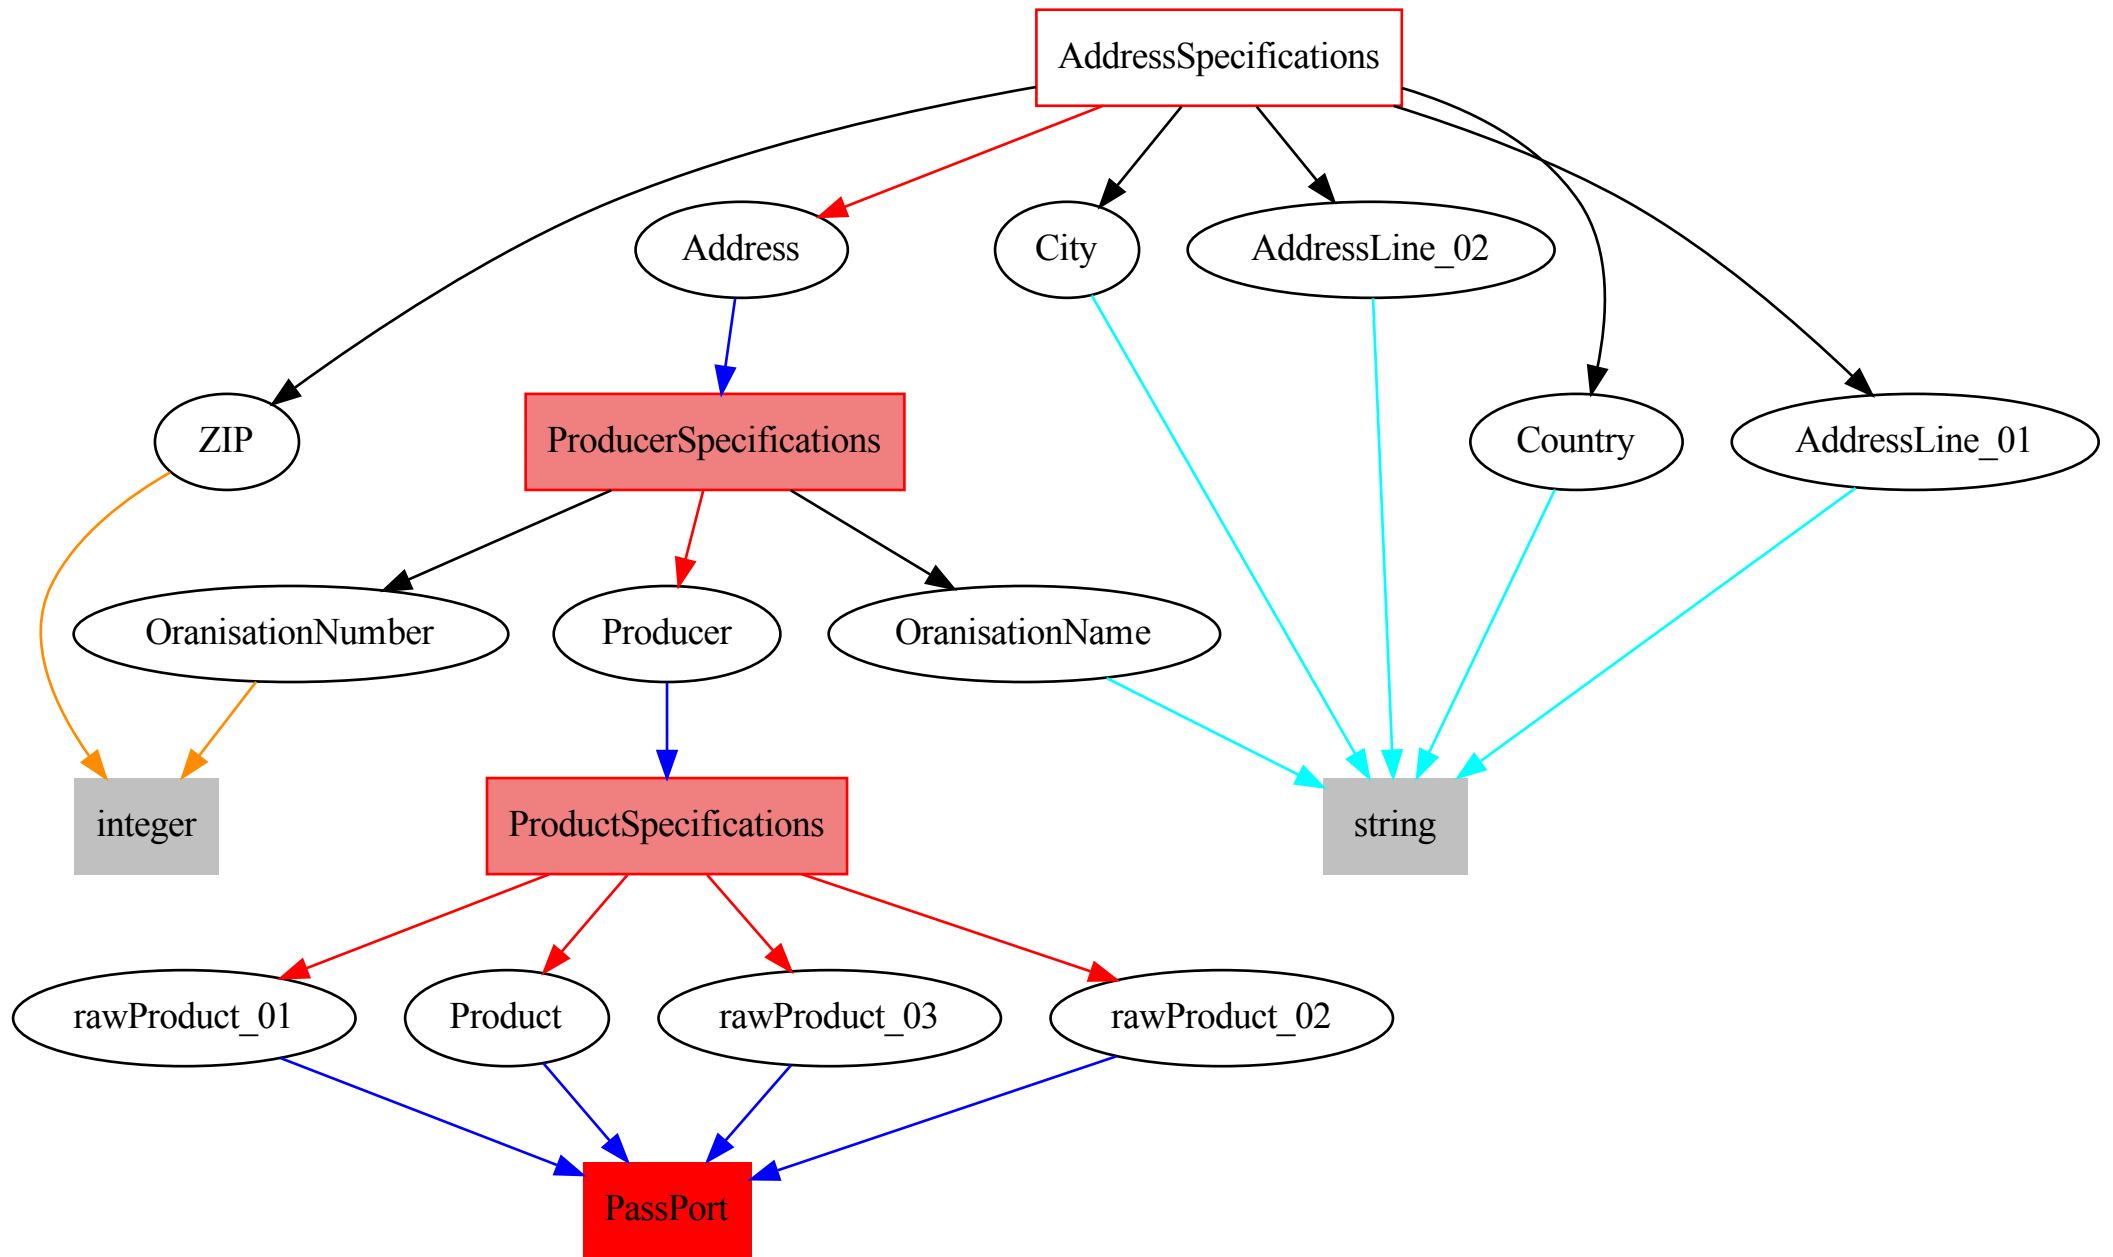 AddressSpecifications
Address
City
AddressLine_02
ZIP
ProducerSpecifications
Country
AddressLine_01
OranisationNumber
Producer
OranisationName
integer
ProductSpecifications
string
rawProduct_01
Product
rawProduct_03
rawProduct_02
PassPort